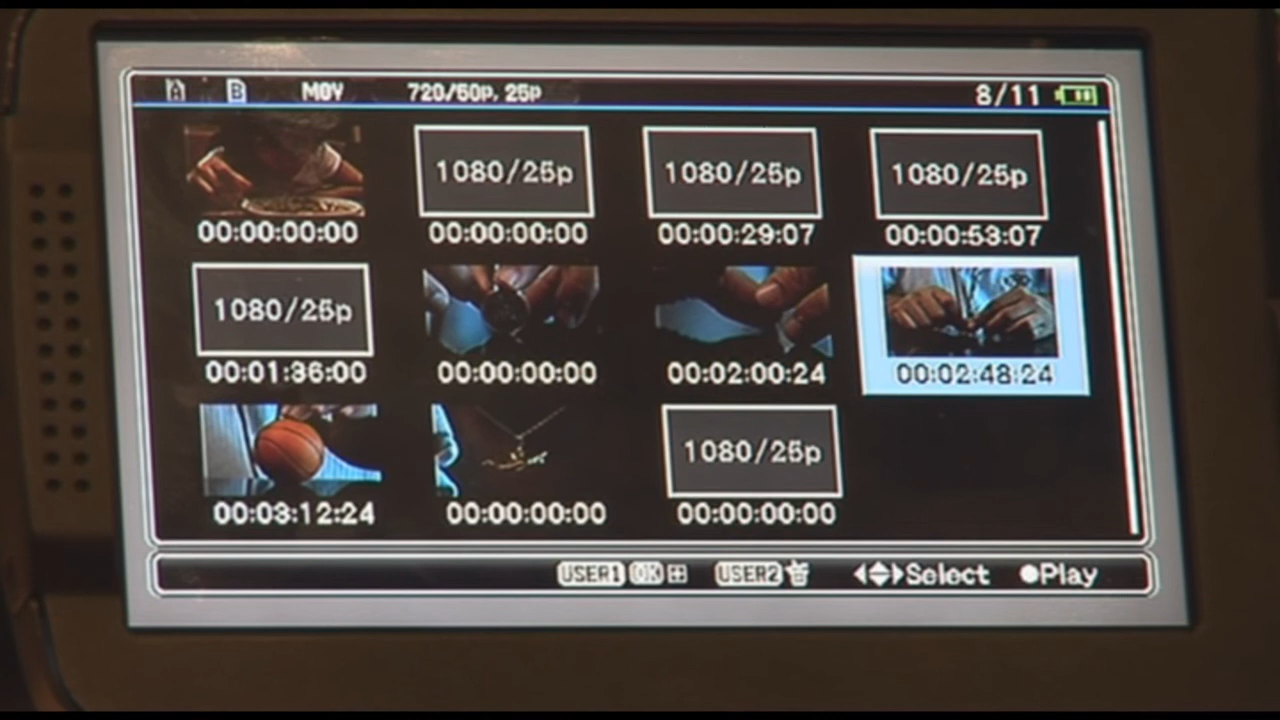 A B MOV 720/50p, 25p 8/11
1080/25p 1080/25p 1080/25p
00:00:00:00 00:00:00:00 00:00:29:07 00:00:53:07
1080/25p
00:01:36:00 00:00:00:00 00:02:00:24 00:02:48:24
1080/25p
00:03:12:24 00:00:00:00 00:00:00:00
USER1 OK USER2 Select Play